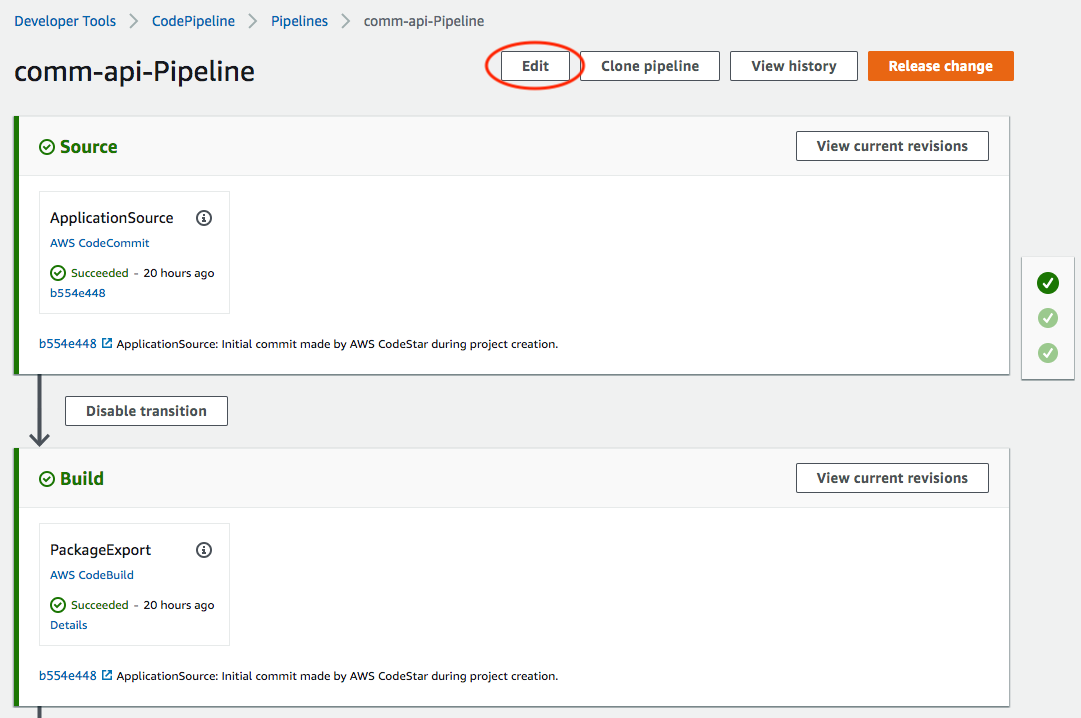 Developer Tools > CodePipeline > Pipelines > comm-api-Pipeline
comm-api-Pipeline
Edit
Clone pipeline
View history
Release change
Source
View current revisions
ApplicationSource
AWS CodeCommit
Succeeded - 20 hours ago
b554e448
b554e448 ApplicationSource: Initial commit made by AWS CodeStar during project creation.
Disable transition
Build
View current revisions
PackageExport
AWS CodeBuild
Succeeded - 20 hours ago
Details
b554e448 ApplicationSource: Initial commit made by AWS CodeStar during project creation.